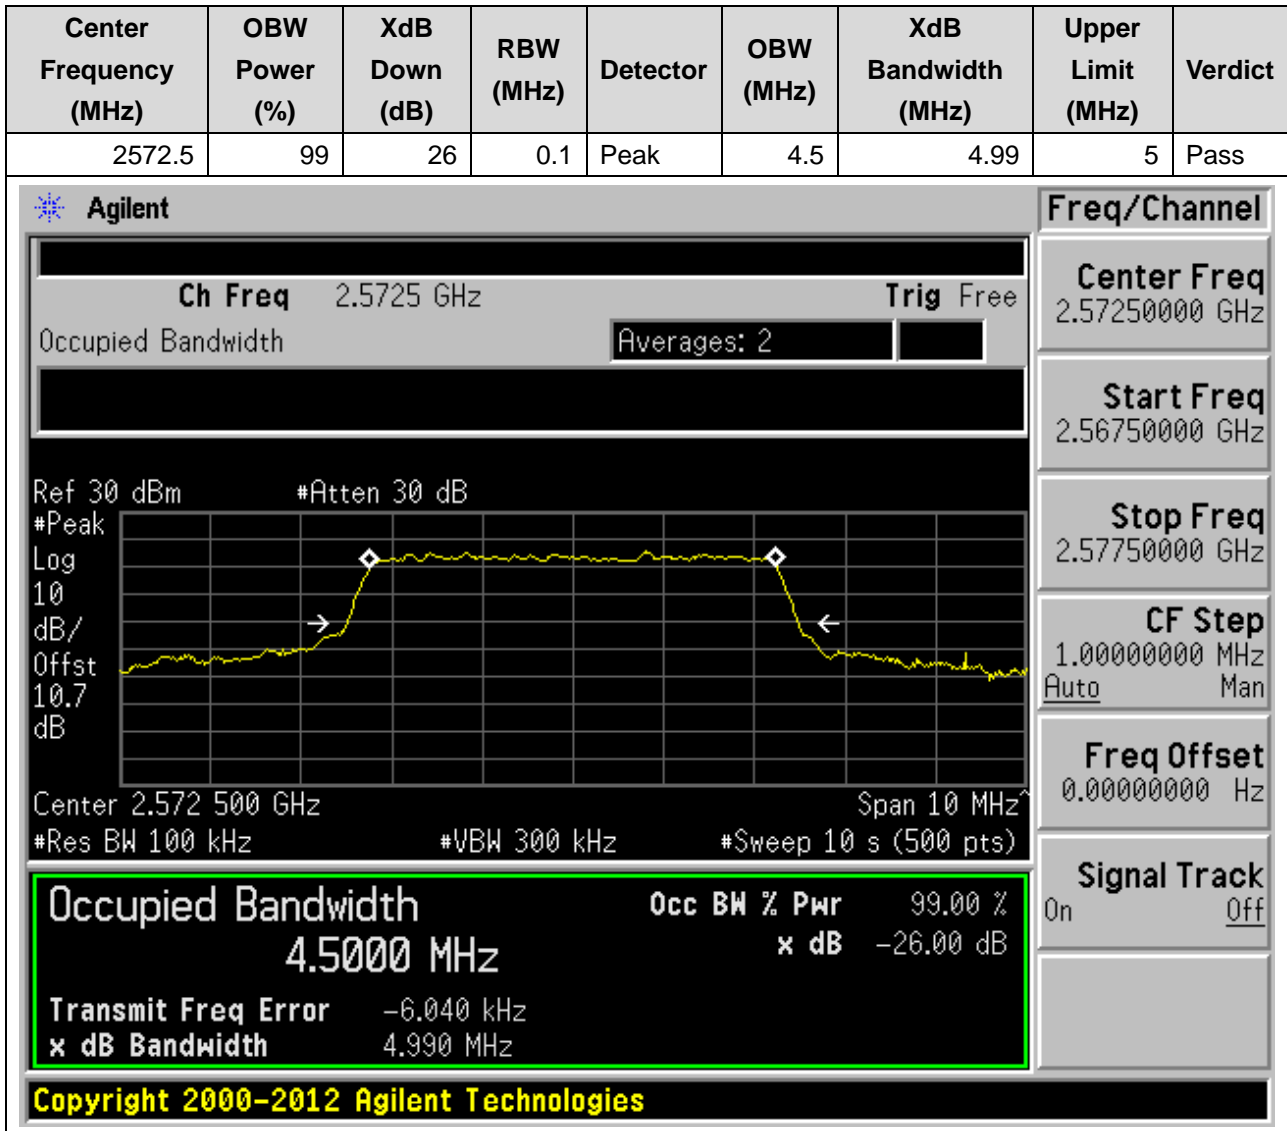 Center Frequency (MHz) OBW Power (%) XdB Down (dB) RBW (MHz) Detector OBW (MHz) XdB Bandwidth (MHz) Upper Limit (MHz) Verdict
2572.5 99 26 0.1 Peak 4.5 4.99 5 Pass
Agilent
Ch Freq 2.5725 GHz Trig Free
Occupied Bandwidth Averages: 2
Ref 30 dBm #Atten 30 dB
#Peak
Log
10
dB/
Offst
10.7
dB
Center 2.572 500 GHz Span 10 MHz^
#Res BW 100 kHz #VBW 300 kHz #Sweep 10 s (500 pts)
Occupied Bandwidth Occ BW % Pwr 99.00 %
4.5000 MHz x dB -26.00 dB
Transmit Freq Error -6.040 kHz
x dB Bandwidth 4.990 MHz
Copyright 2000-2012 Agilent Technologies
Freq/Channel
Center Freq
2.57250000 GHz
Start Freq
2.56750000 GHz
Stop Freq
2.57750000 GHz
CF Step
1.00000000 MHz
Auto Man
Freq Offset
0.00000000 Hz
Signal Track
On Off